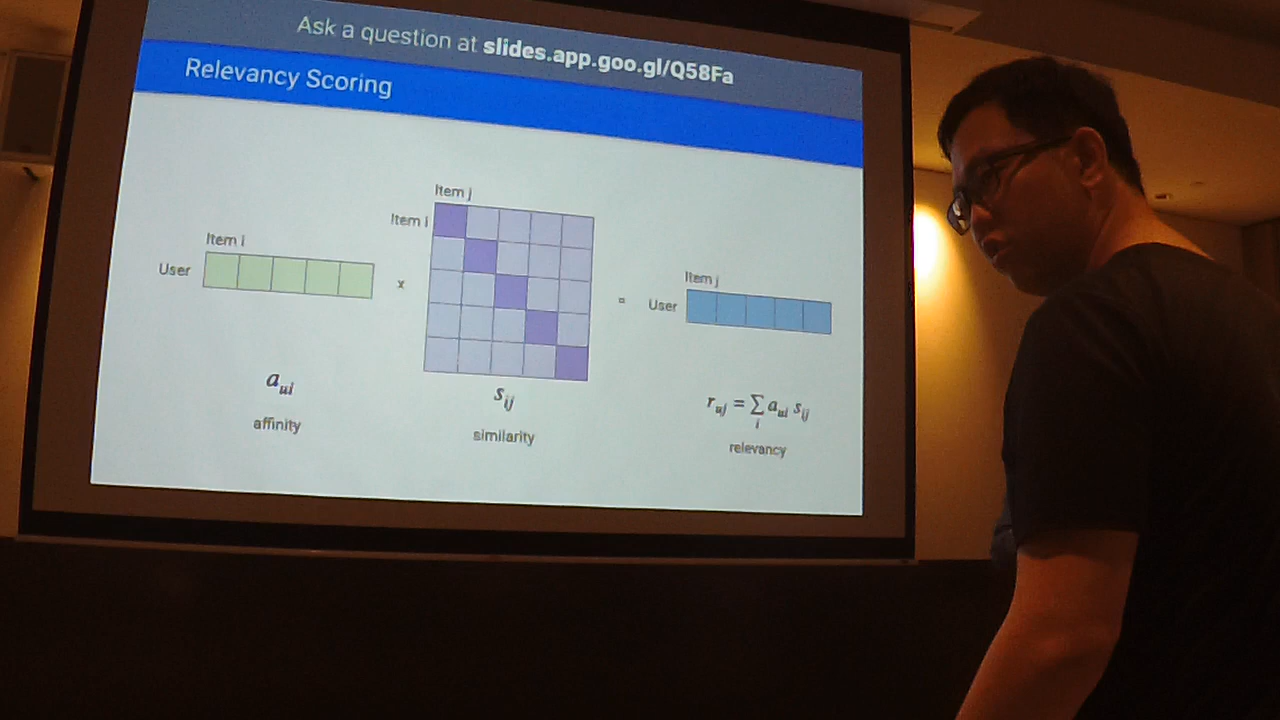 Ask a question at slides.app.goo.gl/Q58Fa
Relevancy Scoring
Item i
User
x
Item j
Item i
=
Item j
User
a_ui
affinity
s_ij
similarity
r_uj = ∑_i a_ui s_ij
relevancy